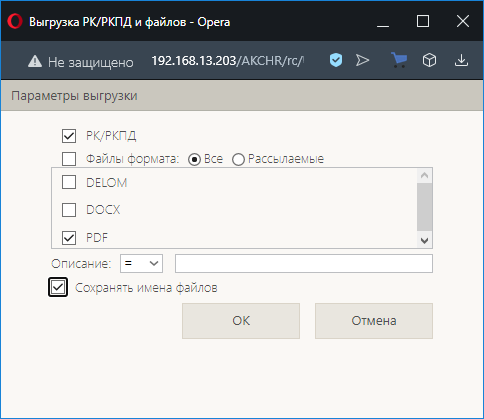 Выгрузка РК/РКПД и файлов - Opera
Не защищено 192.168.13.203/AKCHR/rc/
Параметры выгрузки
РК/РКПД
Файлы формата: Все Рассылаемые
DELOM
DOCX
PDF
Описание: =
Сохранять имена файлов
ОК Отмена